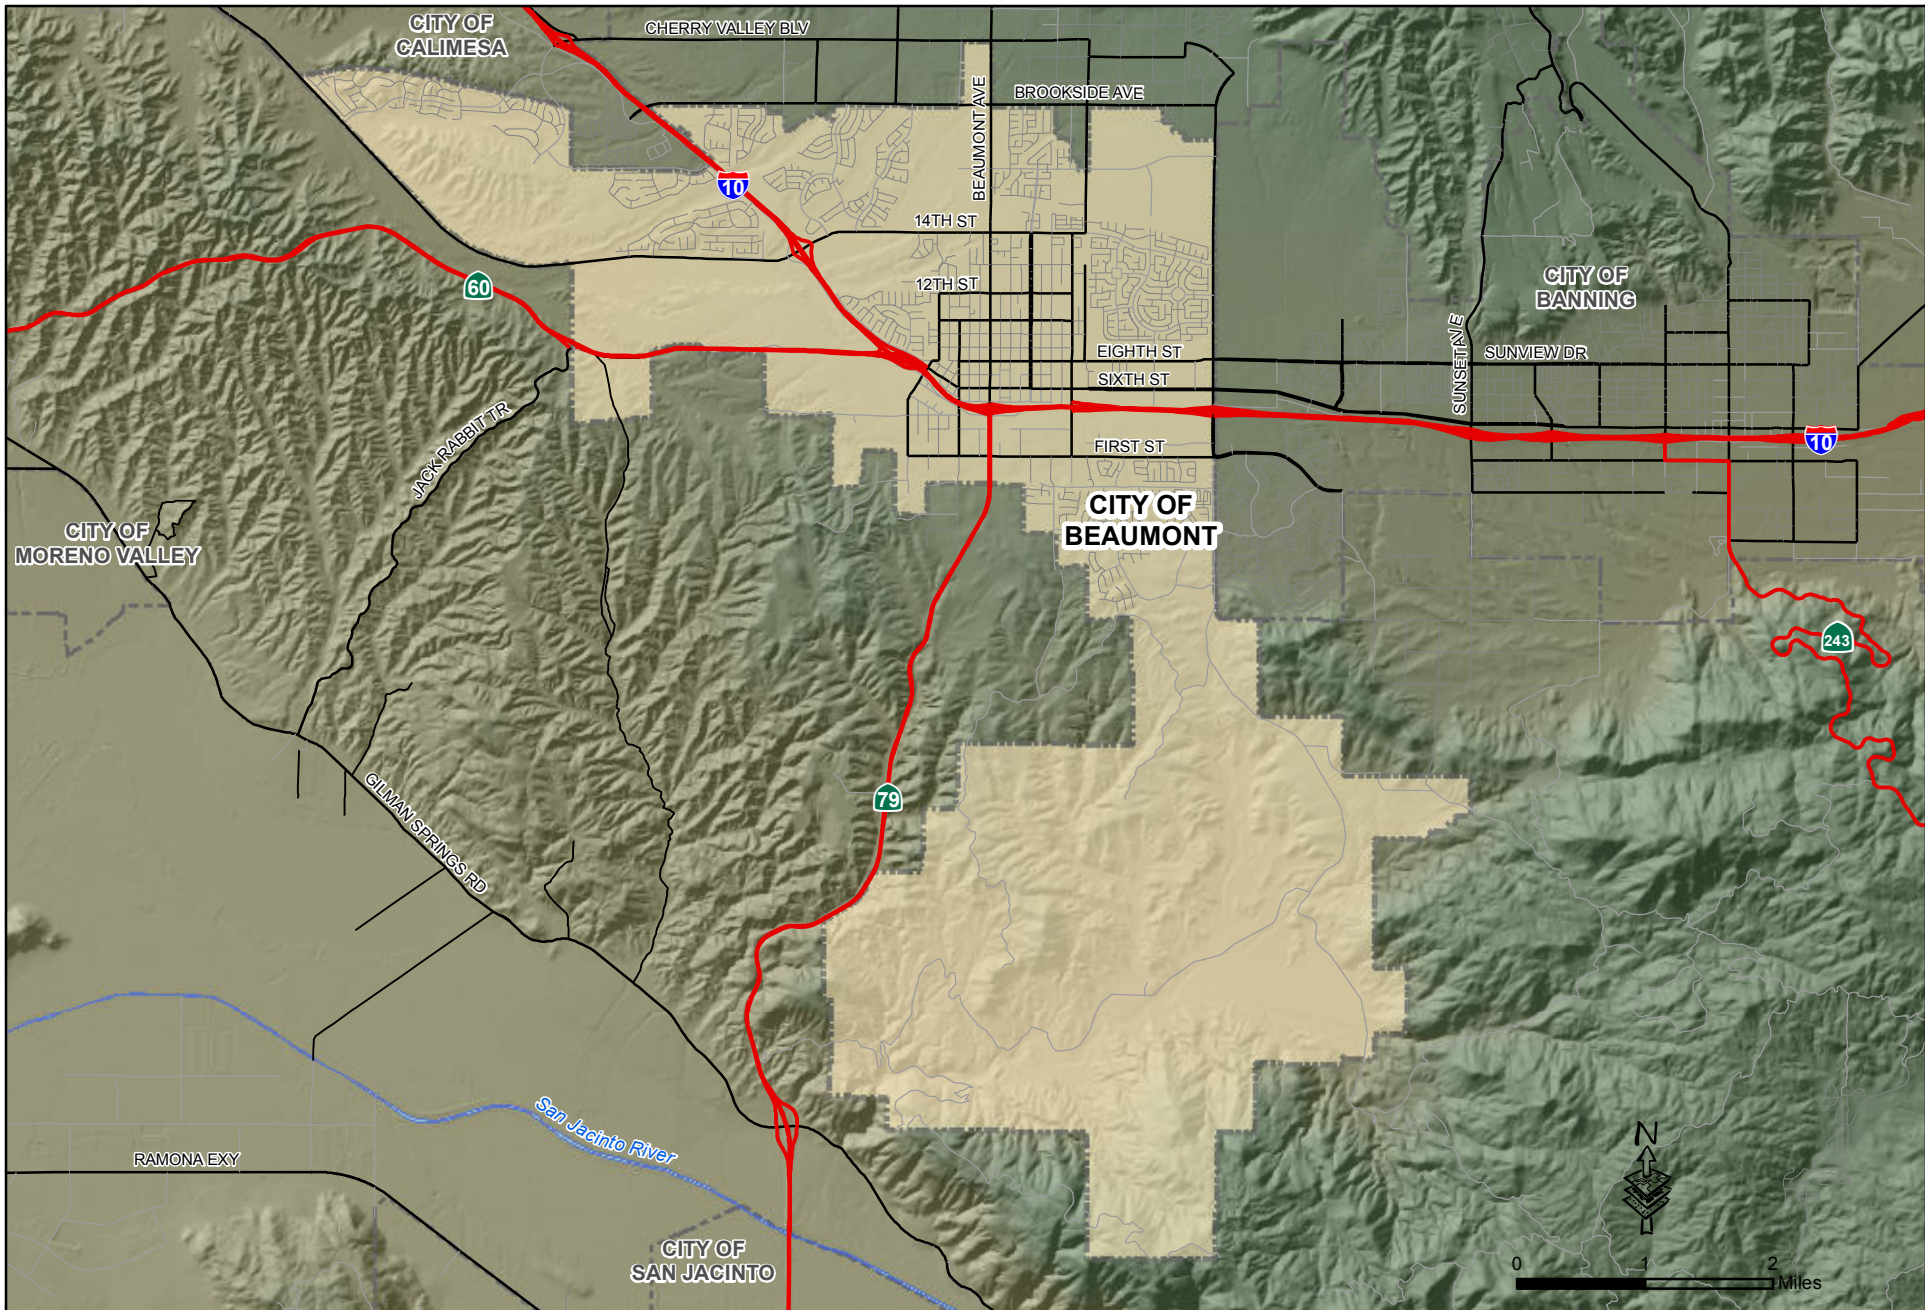 CITY OF
CALIMESA
CHERRY VALLEY BLV
BEAUMONT AVE
BROOKSIDE AVE
10
14TH ST
12TH ST
60
CITY OF
BANNING
EIGHTH ST
SIXTH ST
SUNSET AVE
SUNVIEW DR
10
JACK RABBIT TR
FIRST ST
CITY OF
BEAUMONT
CITY OF
MORENO VALLEY
243
79
GILMAN SPRINGS RD
San Jacinto River
RAMONA EXY
CITY OF
SAN JACINTO
N
0 1 2
Miles